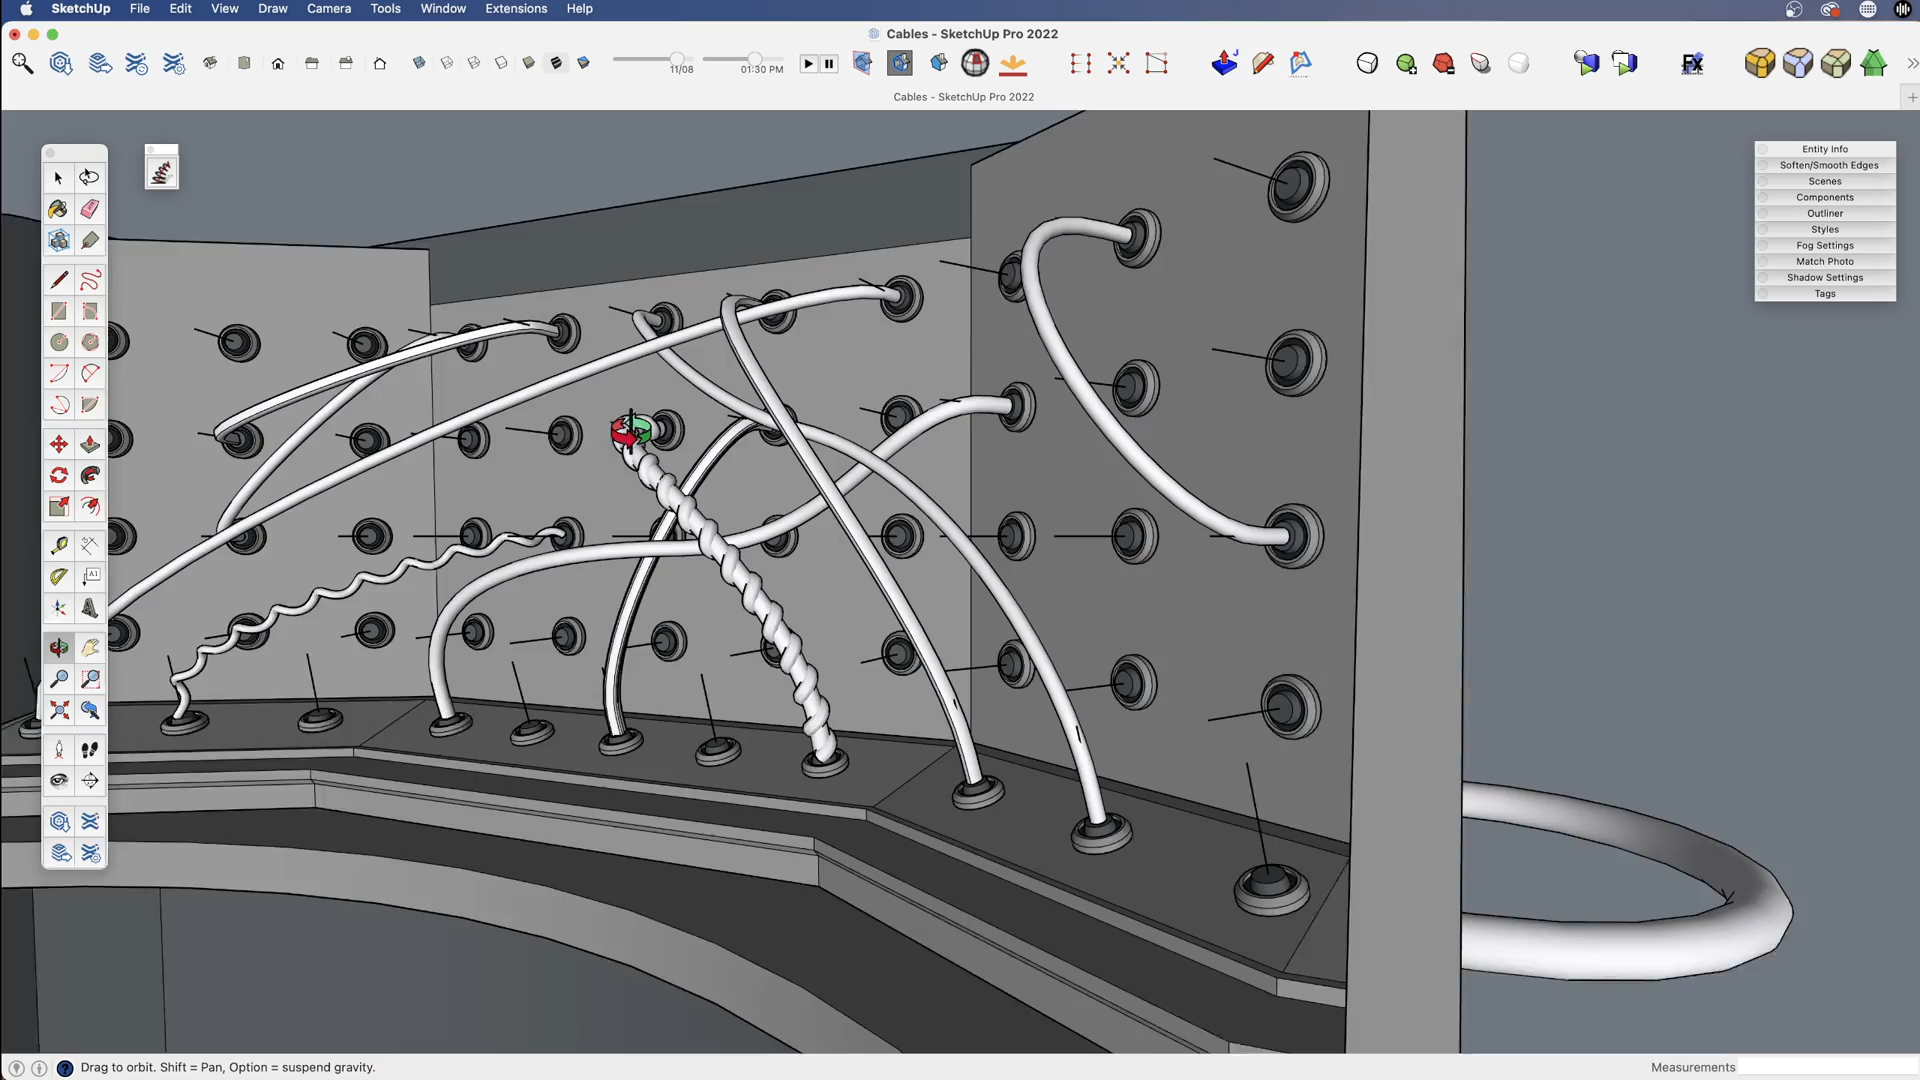 SketchUp File Edit View Draw Camera Tools Window Extensions Help
Cables - SketchUp Pro 2022
11/08
01:30 PM
J
FX
Cables - SketchUp Pro 2022
Entity Info
Soften/Smooth Edges
Scenes
Components
Outliner
Styles
Fog Settings
Match Photo
Shadow Settings
Tags
A1
Drag to orbit. Shift = Pan, Option = suspend gravity.
Measurements